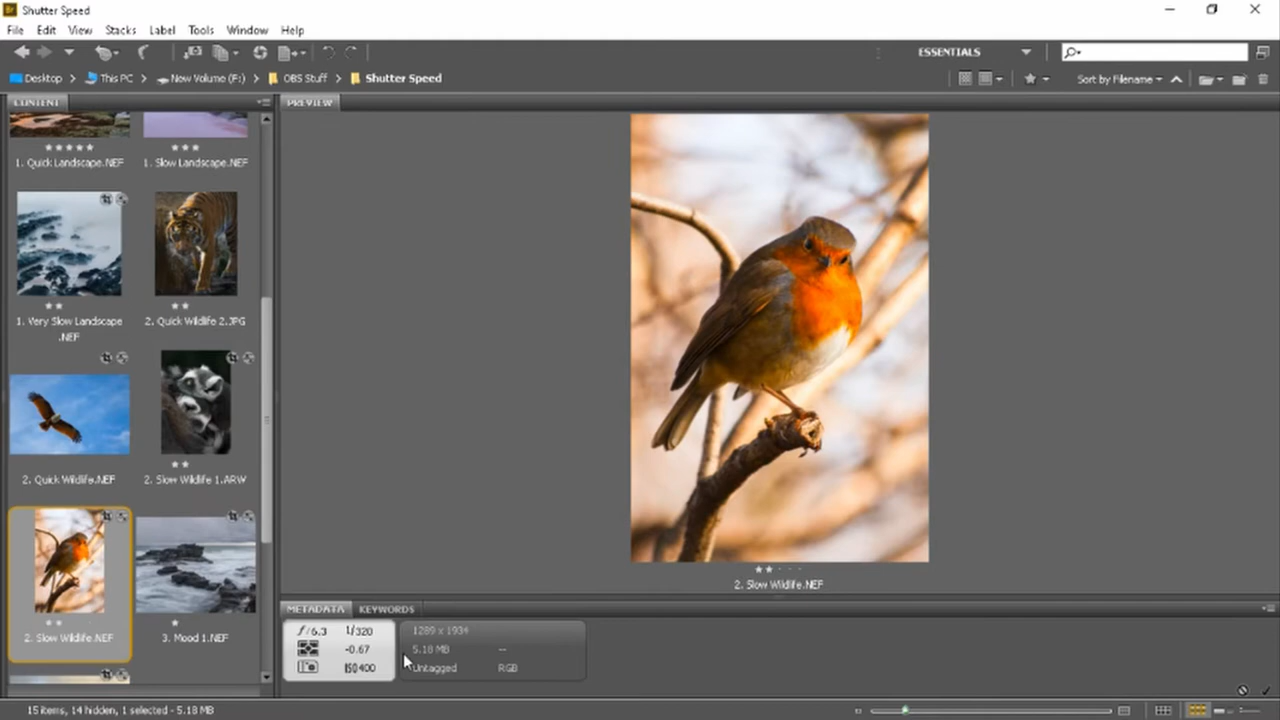 Br Shutter Speed
File Edit View Stacks Label Tools Window Help
ESSENTIALS
Desktop This PC New Volume (F:) OBS Stuff Shutter Speed
Sort by Filename
CONTENT
PREVIEW
1. Quick Landscape.NEF
1. Slow Landscape.NEF
1. Very Slow Landscape
.NEF
2. Quick Wildlife 2.JPG
2. Quick Wildlife.NEF
2. Slow Wildlife 1.ARW
2. Slow Wildlife.NEF
3. Mood 1.NEF
2. Slow Wildlife.NEF
METADATA KEYWORDS
f/6.3 1/320
-0.67
ISO400
1289 x 1934
5.18 MB --
Untagged RGB
15 items, 14 hidden, 1 selected - 5.18 MB